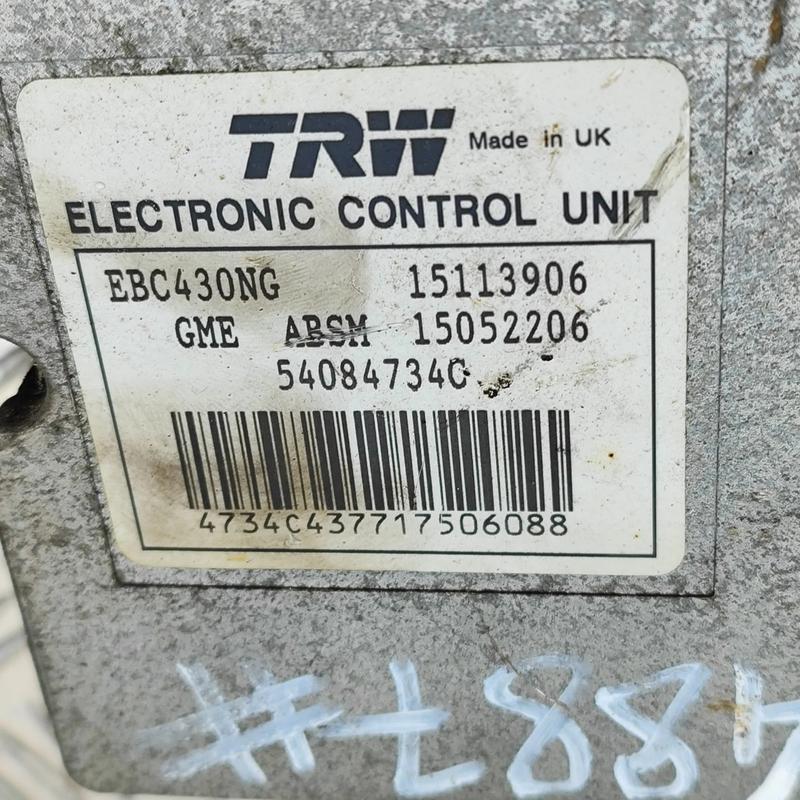 TRW Made in UK
ELECTRONIC CONTROL UNIT
EBC430NG 15113906
GME ABSM 15052206
54084734C
4734C437717506088